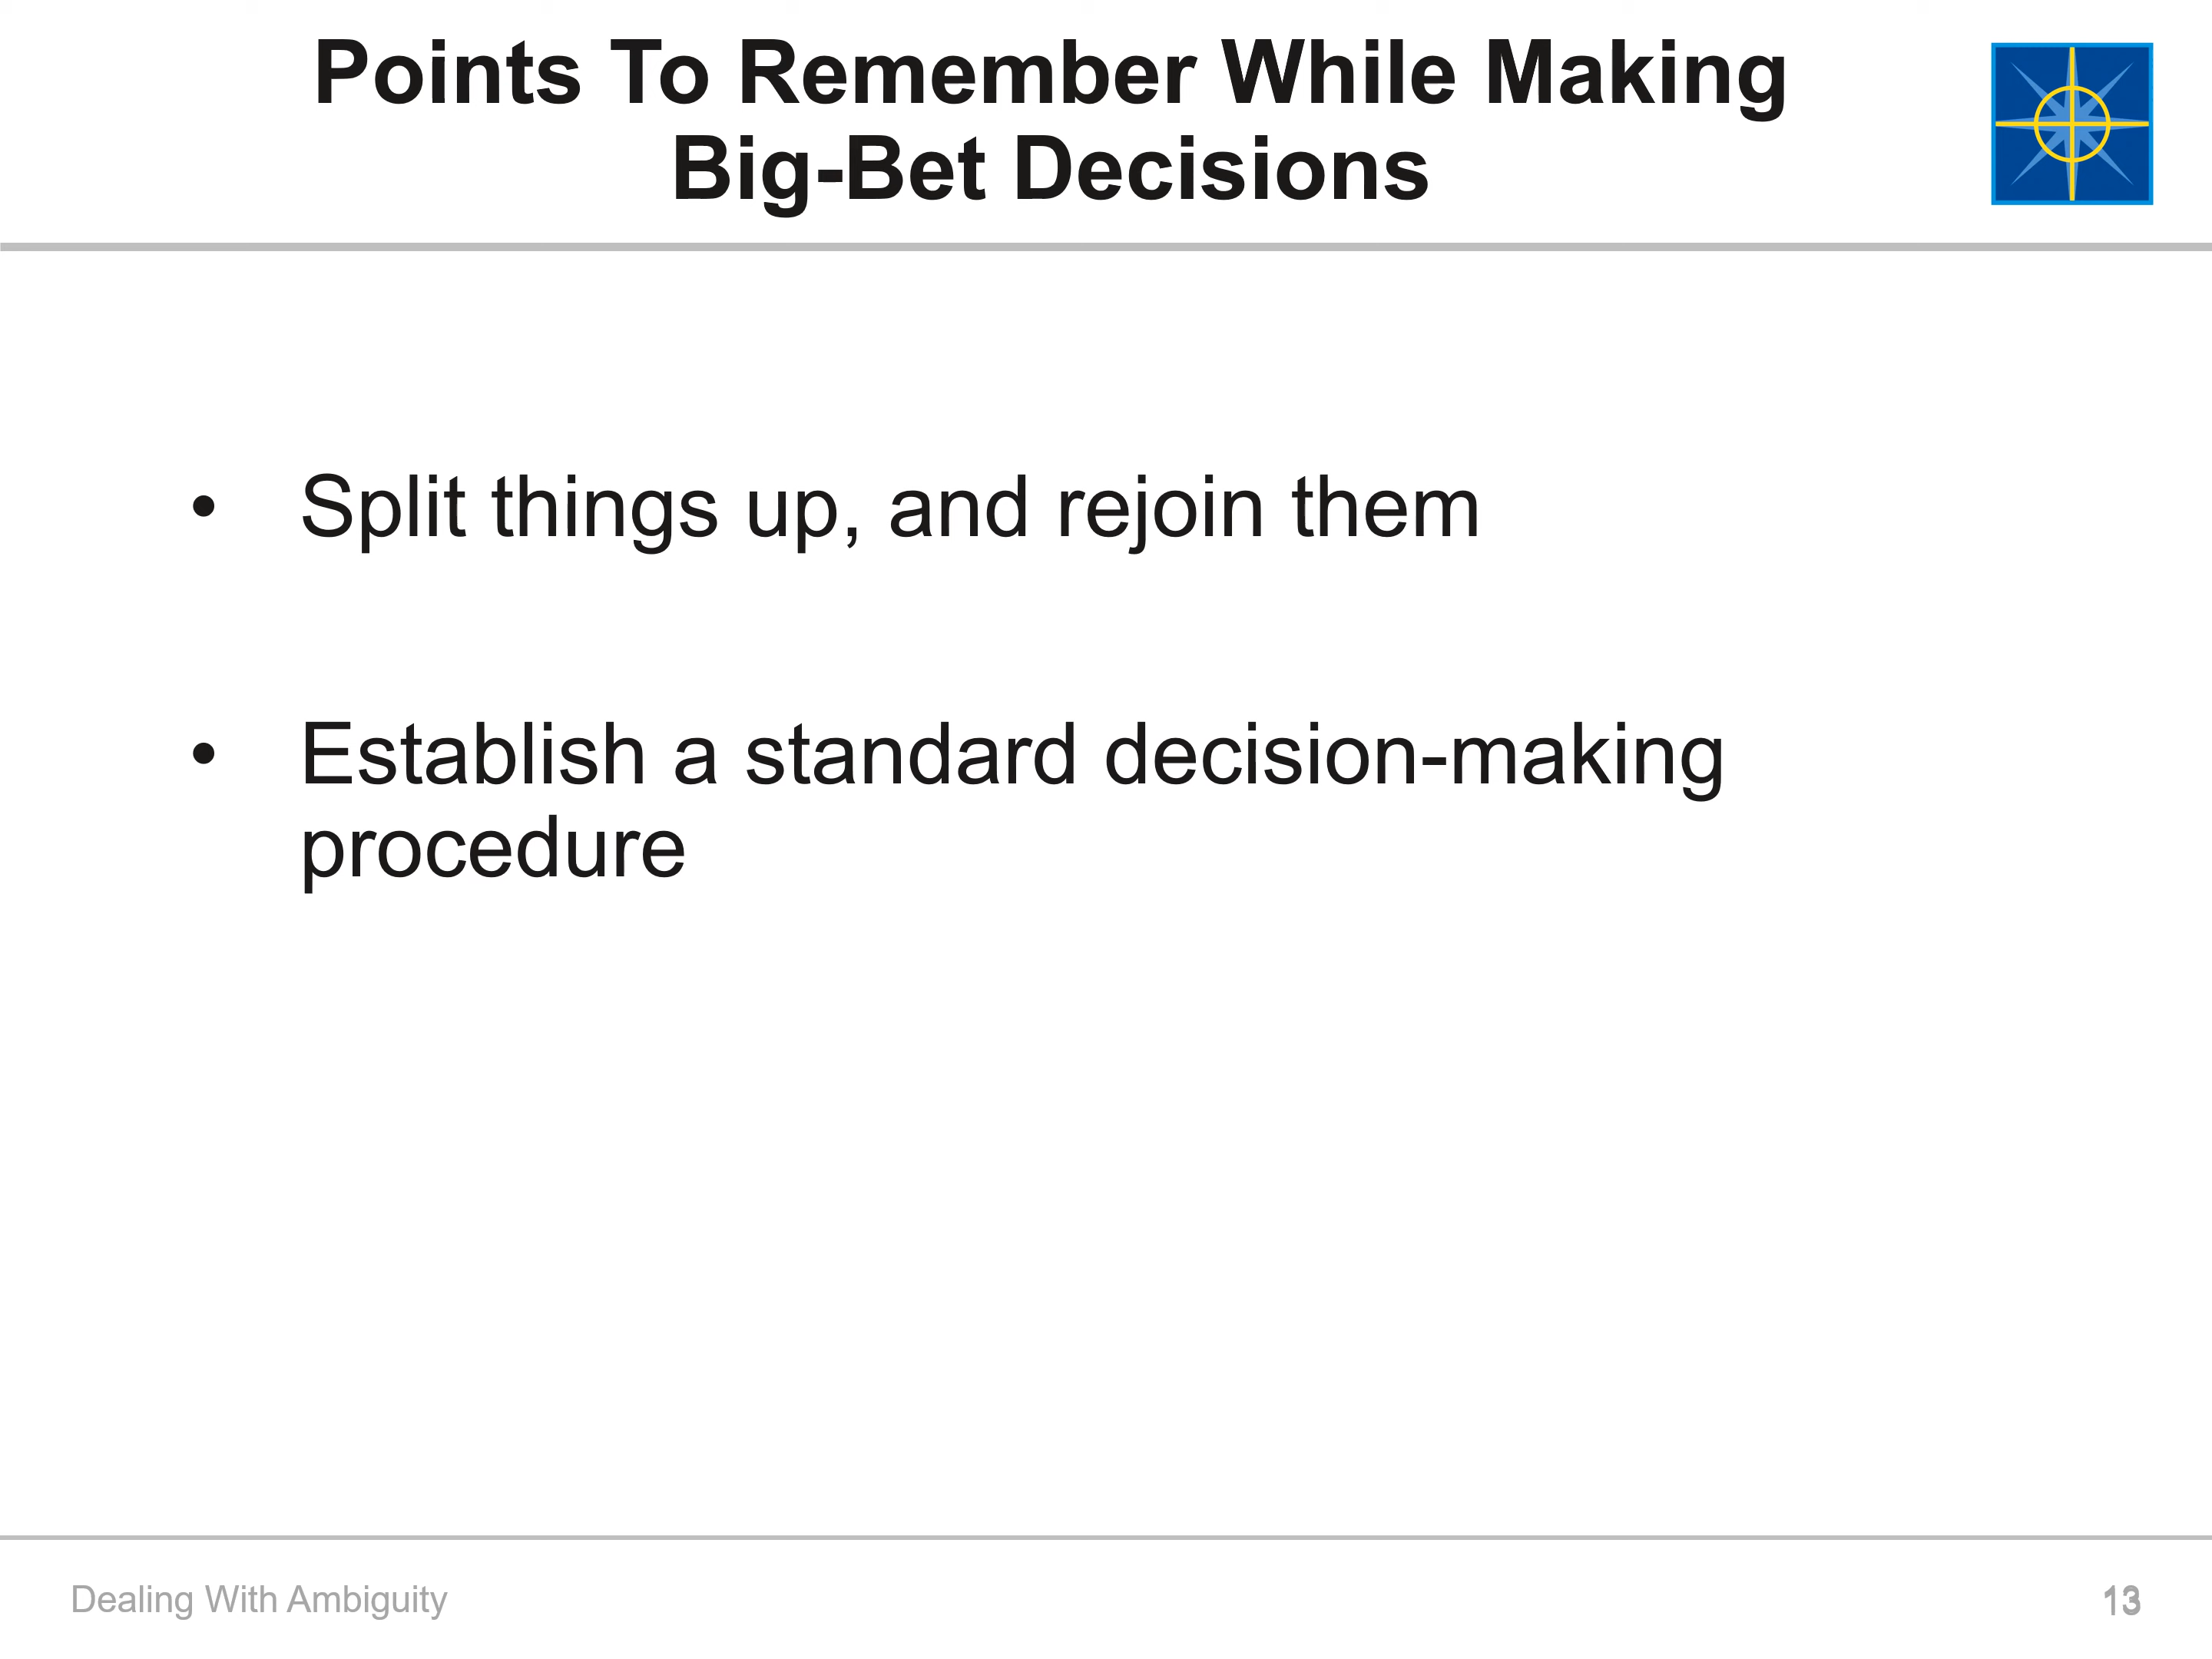 Points To Remember While Making
Big-Bet Decisions
• Split things up, and rejoin them
• Establish a standard decision-making
procedure
Dealing With Ambiguity
13